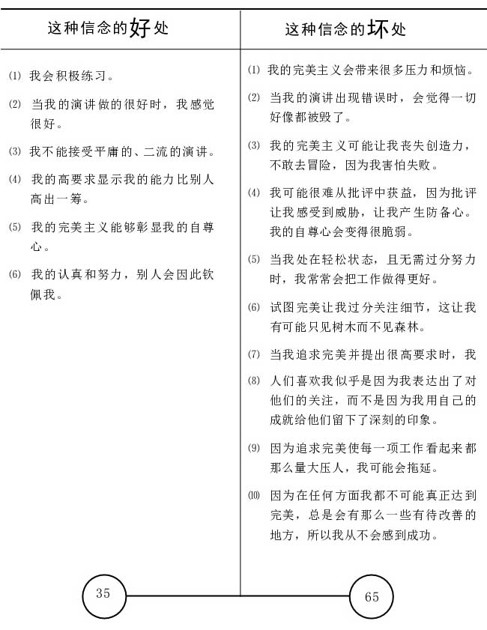 这种信念的好处
⑴ 我会积极练习。
⑵ 当我的演讲做的很好时，我感觉
很好。
⑶ 我不能接受平庸的、二流的演讲。
⑷ 我的高要求显示我的能力比别人
高出一筹。
⑸ 我的完美主义能够彰显我的自尊
心。
⑹ 我的认真和努力，别人会因此钦
佩我。
35
这种信念的坏处
⑴ 我的完美主义会带来很多压力和烦恼。
⑵ 当我的演讲出现错误时，会觉得一切
好像都被毁了。
⑶ 我的完美主义可能让我丧失创造力，
不敢去冒险，因为我害怕失败。
⑷ 我可能很难从批评中获益，因为批评
让我感受到威胁，让我产生防备心。
我的自尊心会变得很脆弱。
⑸ 当我处在轻松状态，且无需过分努力
时，我常常会把工作做得更好。
⑹ 试图完美让我过分关注细节，这让我
有可能只见树木而不见森林。
⑺ 当我追求完美并提出很高要求时，我
⑻ 人们喜欢我似乎是因为我表达出了对
他们的关注，而不是因为我用自己的
成就给他们留下了深刻的印象。
⑼ 因为追求完美使每一项工作看起来都
那么量大压人，我可能会拖延。
⑽ 因为在任何方面我都不可能真正达到
完美，总是会有那么一些有待改善的
地方，所以我从不会感到成功。
65